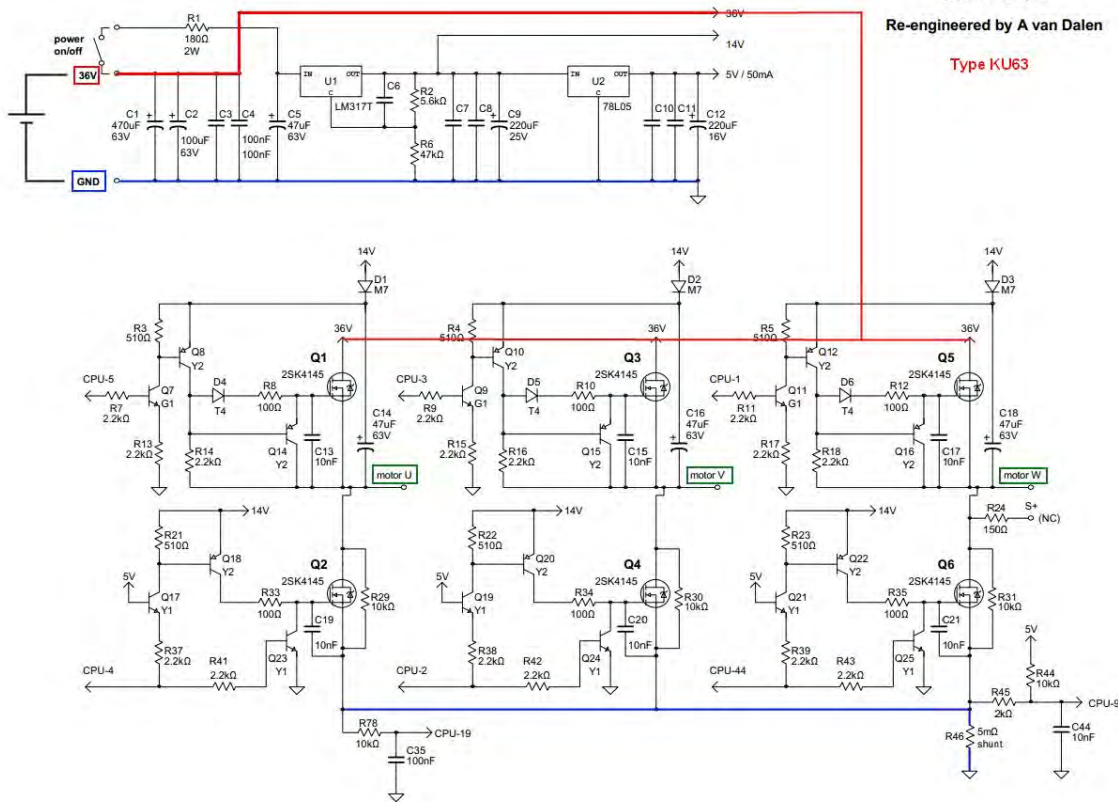 Re-engineered by A van Dalen
Type KU63
power
on/off
36V
GND
R1
180Ω
2W
C1
470uF
63V
C2
100uF
63V
C3
C4
100nF
100nF
C5
47uF
63V
IN
OUT
U1
C
LM317T
C6
R2
5.6kΩ
R6
47kΩ
C7
C8
C9
220uF
25V
IN
OUT
U2
C
78L05
C10
C11
C12
220uF
16V
14V
5V / 50mA
14V
D1
M7
36V
R3
510Ω
Q8
Y2
Q1
2SK4145
CPU-5
R7
2.2kΩ
Q7
G1
D4
T4
R8
100Ω
R13
2.2kΩ
R14
2.2kΩ
Q14
Y2
C13
10nF
C14
47uF
63V
motor U
14V
D2
M7
36V
R4
510Ω
Q10
Y2
Q3
2SK4145
CPU-3
R9
2.2kΩ
Q9
G1
D5
T4
R10
100Ω
R15
2.2kΩ
R16
2.2kΩ
Q15
Y2
C15
10nF
C16
47uF
63V
motor V
14V
D3
M7
36V
R5
510Ω
Q12
Y2
Q5
2SK4145
CPU-1
R11
2.2kΩ
Q11
G1
D6
T4
R12
100Ω
R17
2.2kΩ
R18
2.2kΩ
Q16
Y2
C17
10nF
C18
47uF
63V
motor W
14V
R21
510Ω
Q18
Y2
Q2
2SK4145
5V
Q17
Y1
R33
100Ω
R29
10kΩ
C19
10nF
R37
2.2kΩ
Q23
Y1
CPU-4
R41
2.2kΩ
14V
R22
510Ω
Q20
Y2
Q4
2SK4145
5V
Q19
Y1
R34
100Ω
R30
10kΩ
C20
10nF
R38
2.2kΩ
Q24
Y1
CPU-2
R42
2.2kΩ
14V
R23
510Ω
Q22
Y2
Q6
2SK4145
R24
150Ω
S+
(NC)
5V
Q21
Y1
R35
100Ω
R31
10kΩ
C21
10nF
R39
2.2kΩ
Q25
Y1
CPU-44
R43
2.2kΩ
5V
R44
10kΩ
R45
2kΩ
CPU-9
C44
10nF
R46
5mΩ
shunt
R78
10kΩ
CPU-19
C35
100nF